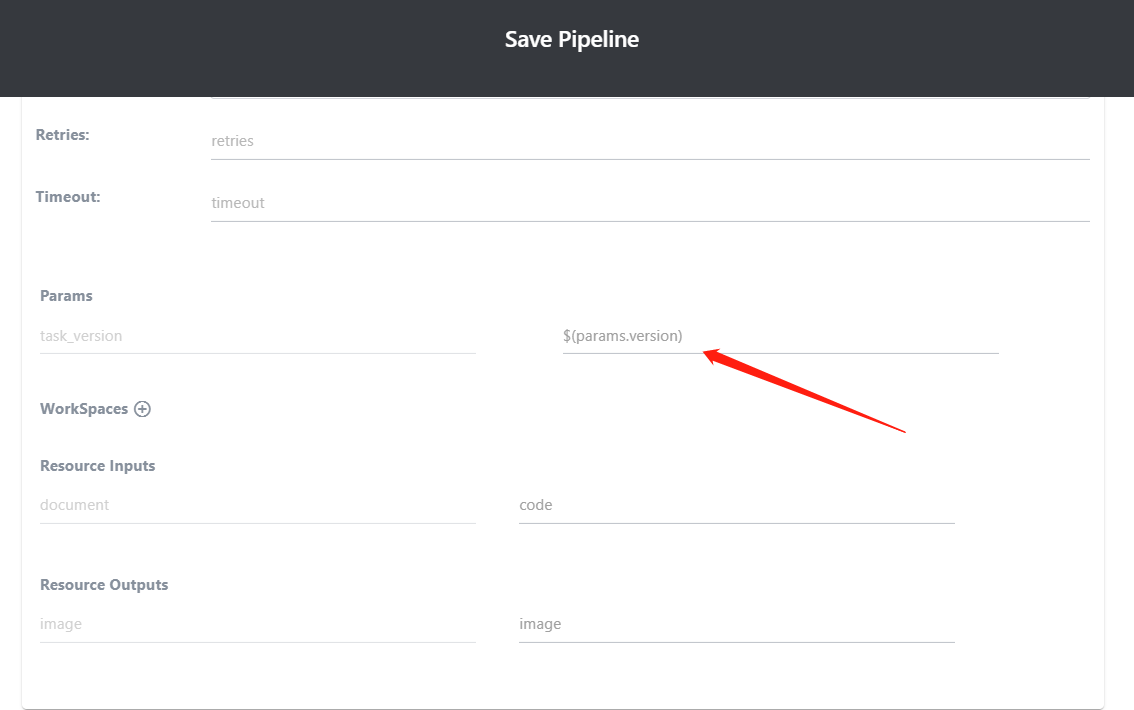 Save Pipeline
Retries:
retries
Timeout:
timeout
Params
task_version
$(params.version)
WorkSpaces
Resource Inputs
document
code
Resource Outputs
image
image